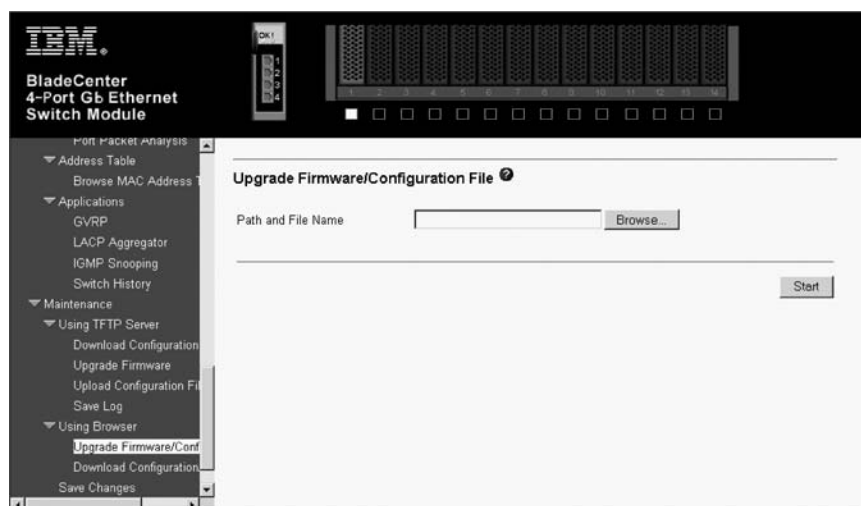 IBM.
BladeCenter
4-Port Gb Ethernet
Switch Module
OK!
1
2
3
4
1 2 3 4 5 6 7 8 9 10 11 12 13 14
Port Packet Analysis
Address Table
Browse MAC Address T
Applications
GVRP
LACP Aggregator
IGMP Snooping
Switch History
Maintenance
Using TFTP Server
Download Configuration
Upgrade Firmware
Upload Configuration Fil
Save Log
Using Browser
Upgrade Firmware/Conf
Download Configuration
Save Changes
Upgrade Firmware/Configuration File ?
Path and File Name
Browse...
Start